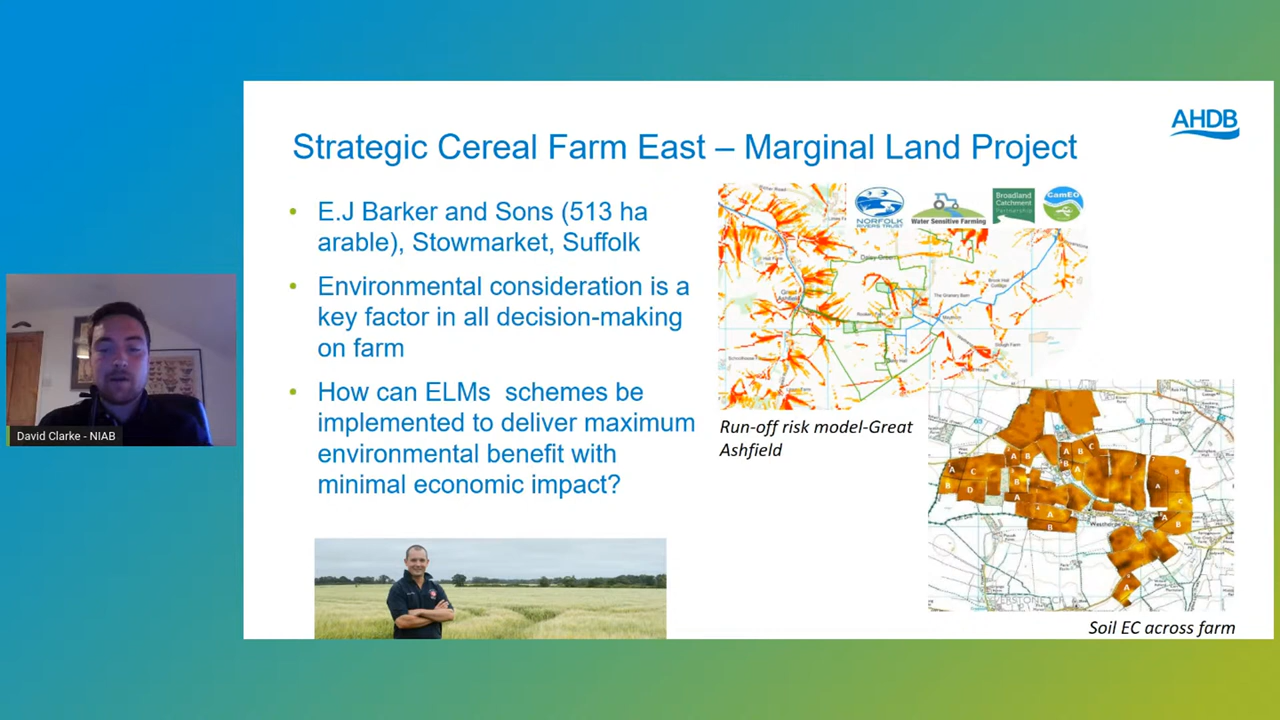 AHDB
Strategic Cereal Farm East – Marginal Land Project
• E.J Barker and Sons (513 ha
arable), Stowmarket, Suffolk
• Environmental consideration is a
key factor in all decision-making
on farm
• How can ELMs schemes be
implemented to deliver maximum
environmental benefit with
minimal economic impact?
NORFOLK
RIVERS TRUST
Water Sensitive Farming
Broadland
Catchment
Partnership
CamEO
Great
Ashfield
Run-off risk model-Great
Ashfield
A B
A B C
A C
B D
A
B
A
B
A
A
B
B
C
A
B
A
Soil EC across farm
David Clarke - NIAB